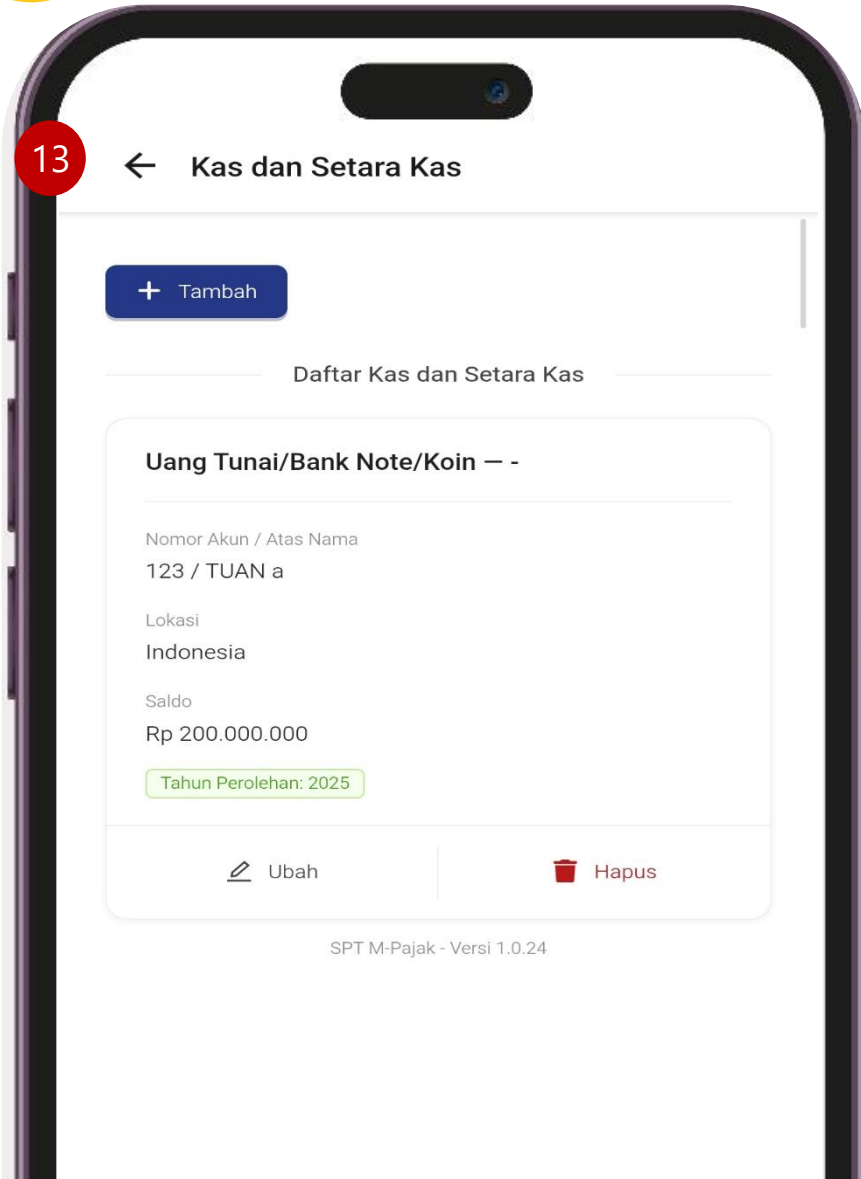 13
Kas dan Setara Kas
+ Tambah
Daftar Kas dan Setara Kas
Uang Tunai/Bank Note/Koin — -
Nomor Akun / Atas Nama
123 / TUAN a
Lokasi
Indonesia
Saldo
Rp 200.000.000
Tahun Perolehan: 2025
Ubah
Hapus
SPT M-Pajak - Versi 1.0.24